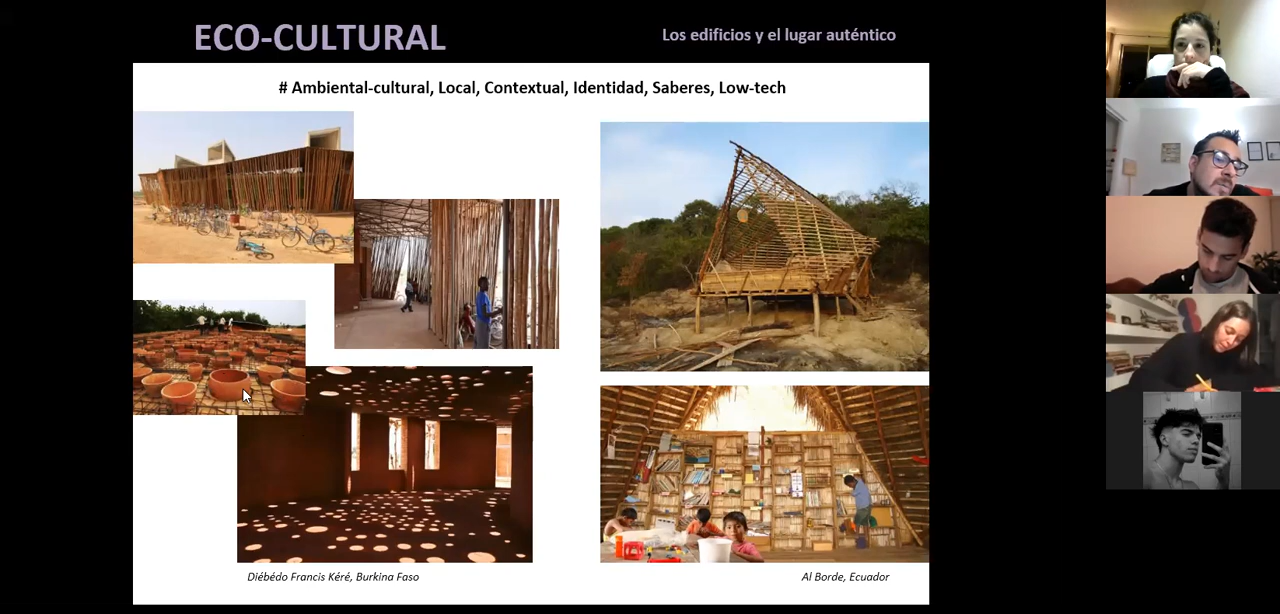 ECO-CULTURAL
Los edificios y el lugar auténtico
# Ambiental-cultural, Local, Contextual, Identidad, Saberes, Low-tech
Diébédo Francis Kéré, Burkina Faso
Al Borde, Ecuador